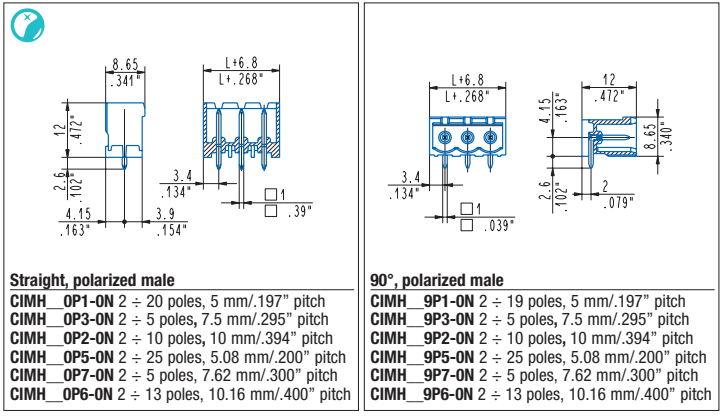 8.65
.341"
L+6.8
L+.268"
12
.472"
2.6
.102"
3.4
.134"
1
.39"
4.15
.163"
3.9
.154"
Straight, polarized male
CIMH__0P1-0N 2 ÷ 20 poles, 5 mm/.197” pitch
CIMH__0P3-0N 2 ÷ 5 poles, 7.5 mm/.295” pitch
CIMH__0P2-0N 2 ÷ 10 poles, 10 mm/.394” pitch
CIMH__0P5-0N 2 ÷ 25 poles, 5.08 mm/.200” pitch
CIMH__0P7-0N 2 ÷ 5 poles, 7.62 mm/.300” pitch
CIMH__0P6-0N 2 ÷ 13 poles, 10.16 mm/.400” pitch
L+6.8
L+.268"
12
.472"
4.15
.163"
8.65
.340"
3.4
.134"
2.6
.102"
2
.079"
1
.039"
90°, polarized male
CIMH__9P1-0N 2 ÷ 19 poles, 5 mm/.197” pitch
CIMH__9P3-0N 2 ÷ 5 poles, 7.5 mm/.295” pitch
CIMH__9P2-0N 2 ÷ 10 poles, 10 mm/.394” pitch
CIMH__9P5-0N 2 ÷ 25 poles, 5.08 mm/.200” pitch
CIMH__9P7-0N 2 ÷ 5 poles, 7.62 mm/.300” pitch
CIMH__9P6-0N 2 ÷ 13 poles, 10.16 mm/.400” pitch